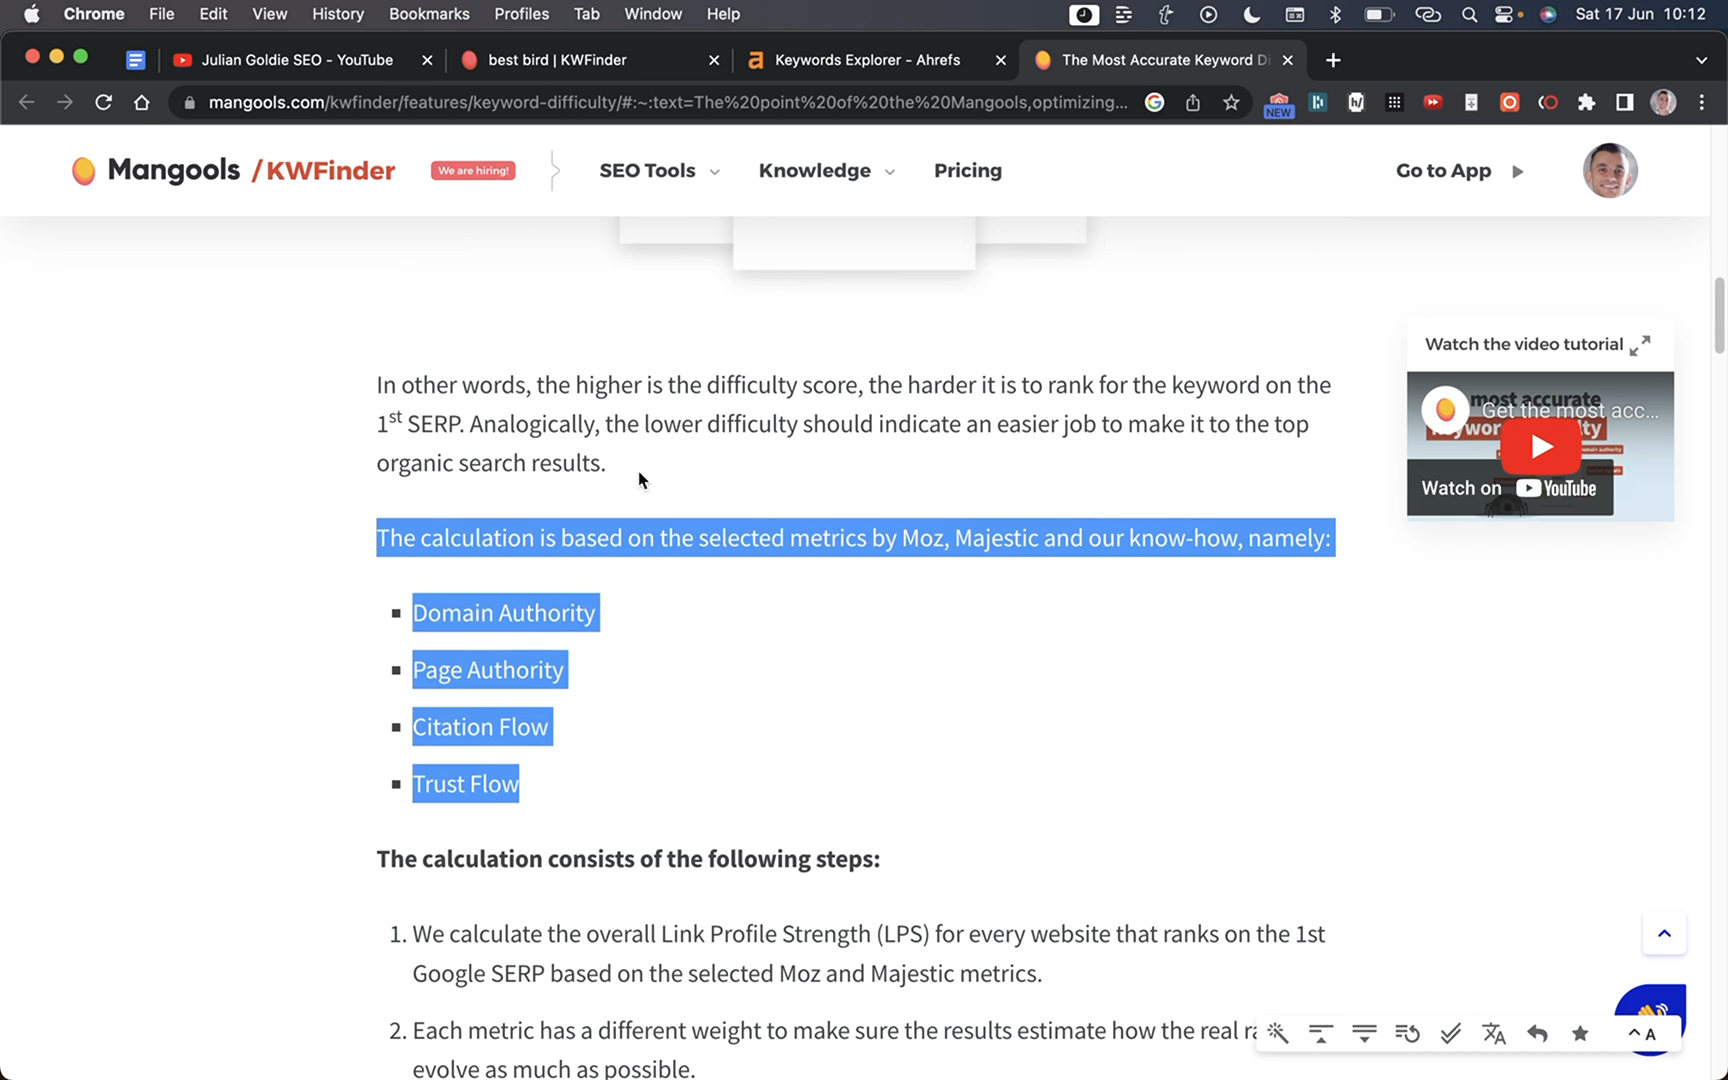 Chrome File Edit View History Bookmarks Profiles Tab Window Help Sat 17 Jun 10:12
Julian Goldie SEO - YouTube best bird | KWFinder Keywords Explorer - Ahrefs The Most Accurate Keyword Di
mangools.com/kwfinder/features/keyword-difficulty/#:~:text=The%20point%20of%20the%20Mangools,optimizing... NEW
Mangools / KWFinder We are hiring! SEO Tools Knowledge Pricing Go to App
Watch the video tutorial
most accurate
Get the most acc...
Watch on YouTube
In other words, the higher is the difficulty score, the harder it is to rank for the keyword on the
1st SERP. Analogically, the lower difficulty should indicate an easier job to make it to the top
organic search results.
The calculation is based on the selected metrics by Moz, Majestic and our know-how, namely:
Domain Authority
Page Authority
Citation Flow
Trust Flow
The calculation consists of the following steps:
1. We calculate the overall Link Profile Strength (LPS) for every website that ranks on the 1st
Google SERP based on the selected Moz and Majestic metrics.
2. Each metric has a different weight to make sure the results estimate how the real ra
evolve as much as possible.
A